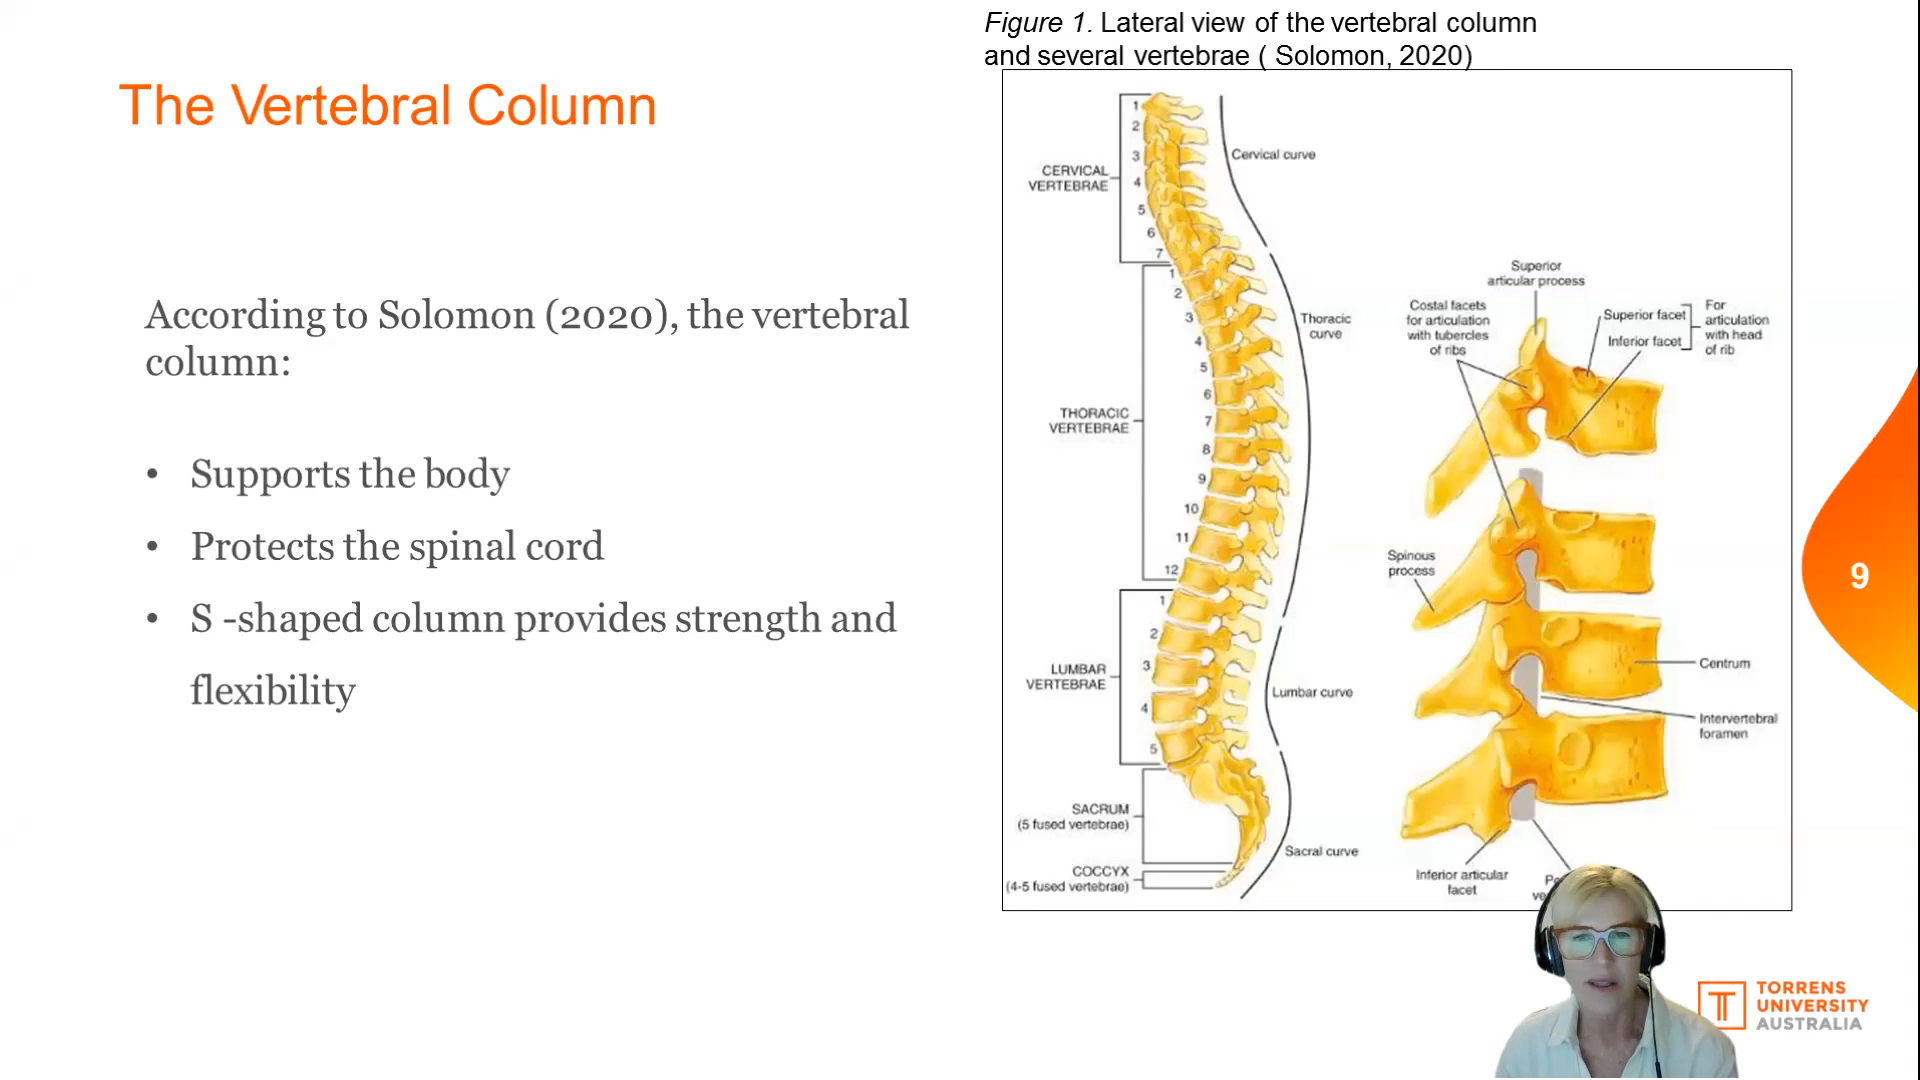 Figure 1. Lateral view of the vertebral column
and several vertebrae ( Solomon, 2020)
The Vertebral Column
According to Solomon (2020), the vertebral
column:
• Supports the body
• Protects the spinal cord
• S -shaped column provides strength and
flexibility
CERVICAL
VERTEBRAE
1
2
3
4
5
6
7
Cervical curve
THORACIC
VERTEBRAE
1
2
3
4
5
6
7
8
9
10
11
12
Thoracic
curve
LUMBAR
VERTEBRAE
1
2
3
4
5
Lumbar curve
SACRUM
(5 fused vertebrae)
Sacral curve
COCCYX
(4-5 fused vertebrae)
Superior
articular process
Costal facets
for articulation
with tubercles
of ribs
Superior facet
Inferior facet
For
articulation
with head
of rib
Spinous
process
Centrum
Intervertebral
foramen
Inferior articular
facet
9
TORRENS
UNIVERSITY
AUSTRALIA